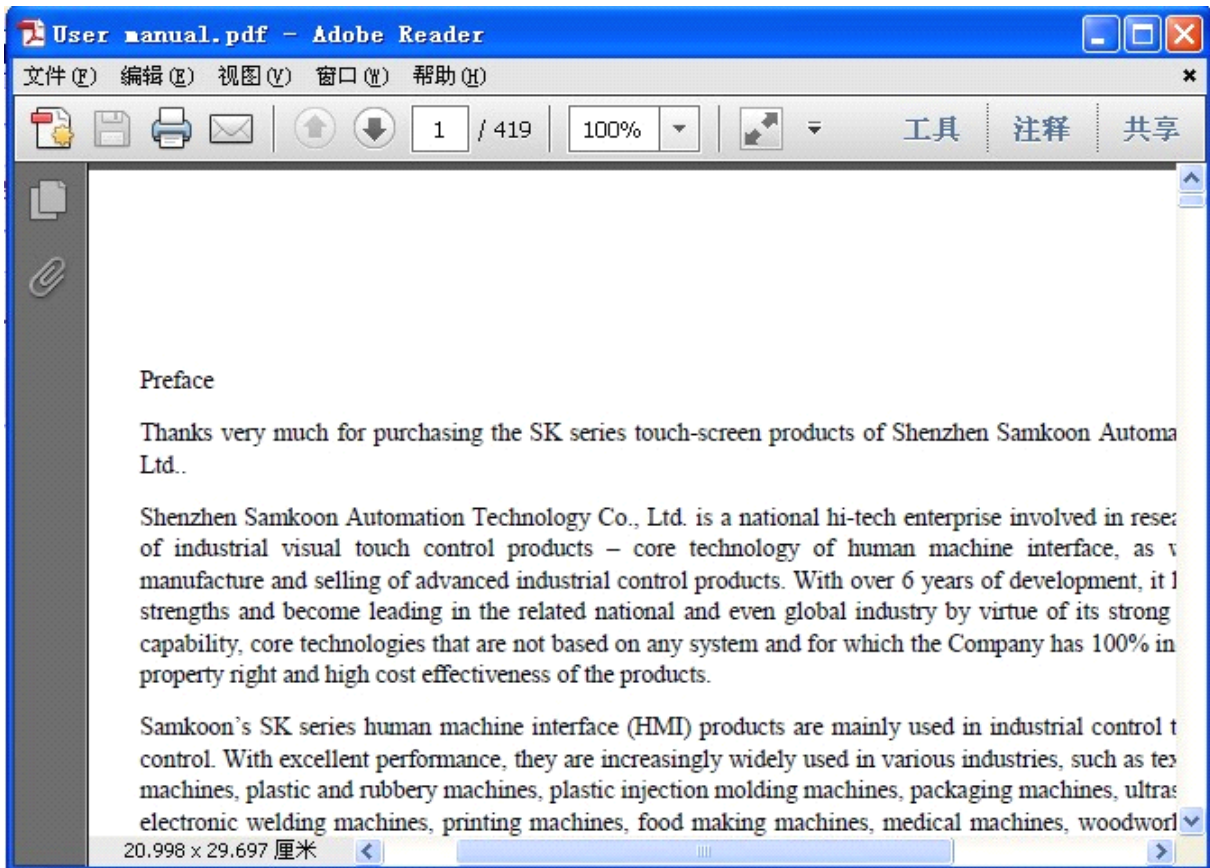 User manual.pdf - Adobe Reader
文件(F) 编辑(E) 视图(V) 窗口(W) 帮助(H)
1 / 419 100% 工具 注释 共享
Preface
Thanks very much for purchasing the SK series touch-screen products of Shenzhen Samkoon Automa
Ltd..
Shenzhen Samkoon Automation Technology Co., Ltd. is a national hi-tech enterprise involved in resea
of industrial visual touch control products – core technology of human machine interface, as w
manufacture and selling of advanced industrial control products. With over 6 years of development, it
strengths and become leading in the related national and even global industry by virtue of its strong
capability, core technologies that are not based on any system and for which the Company has 100% in
property right and high cost effectiveness of the products.
Samkoon’s SK series human machine interface (HMI) products are mainly used in industrial control t
control. With excellent performance, they are increasingly widely used in various industries, such as tex
machines, plastic and rubbery machines, plastic injection molding machines, packaging machines, ultras
electronic welding machines, printing machines, food making machines, medical machines, woodworl
20.998 x 29.697 厘米